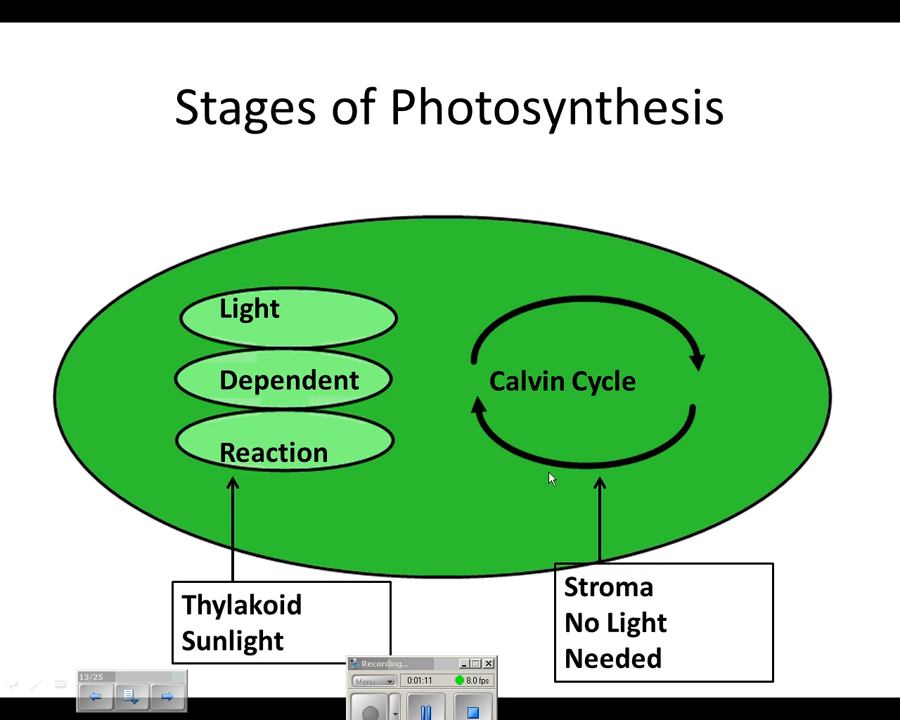 Stages of Photosynthesis
Light
Dependent
Reaction
Calvin Cycle
Thylakoid
Sunlight
Stroma
No Light
Needed
13/25
Recording...
Menu
0:01:11
8.0 fps